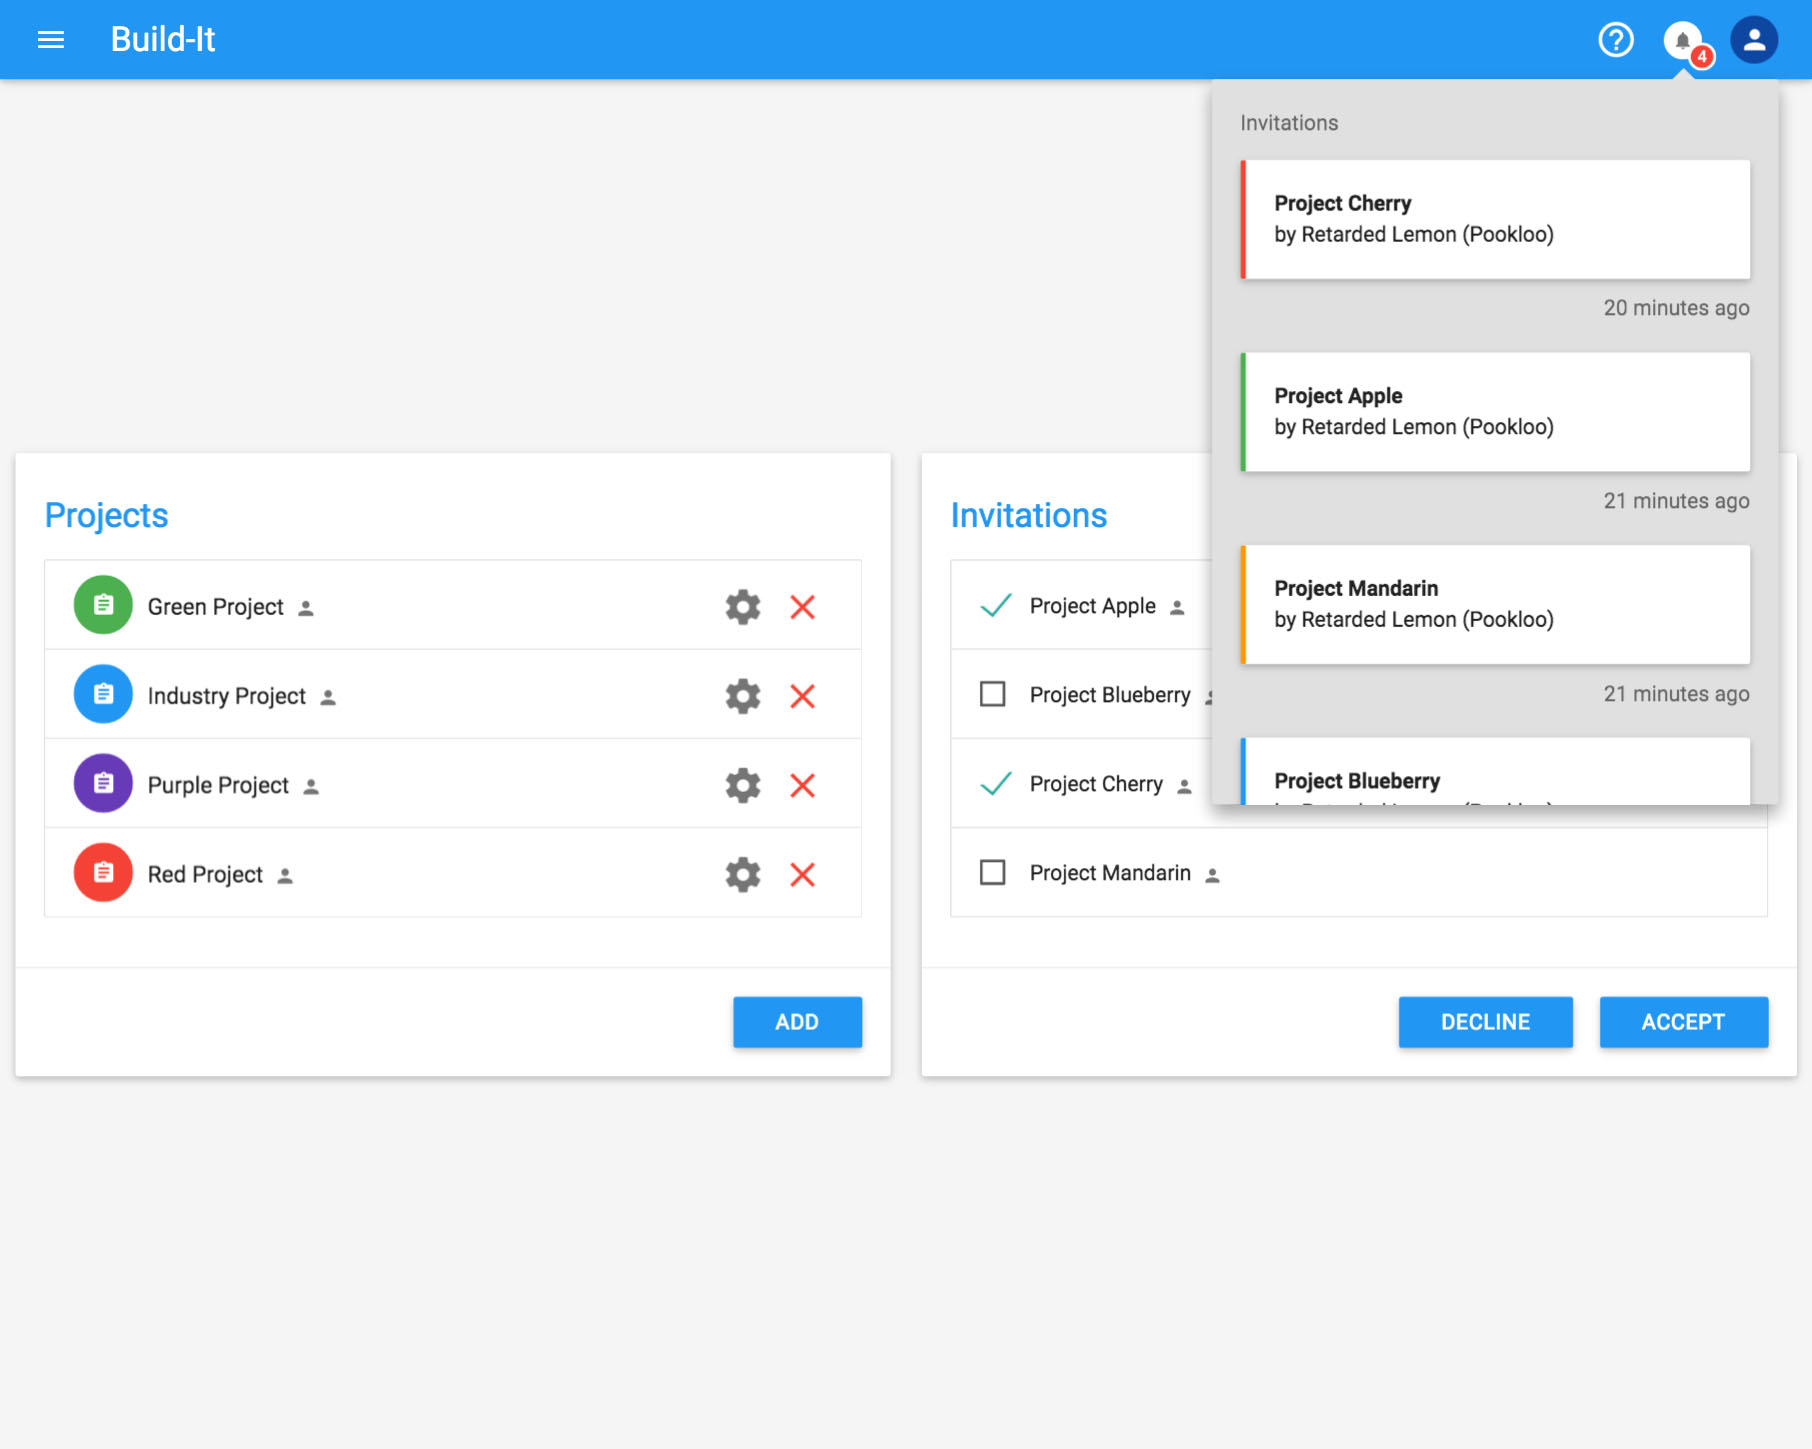 Build-It
4
Invitations
Project Cherry
by Retarded Lemon (Pookloo)
20 minutes ago
Project Apple
by Retarded Lemon (Pookloo)
21 minutes ago
Project Mandarin
by Retarded Lemon (Pookloo)
21 minutes ago
Project Blueberry
Projects
Green Project
Industry Project
Purple Project
Red Project
ADD
Invitations
Project Apple
Project Blueberry
Project Cherry
Project Mandarin
DECLINE ACCEPT